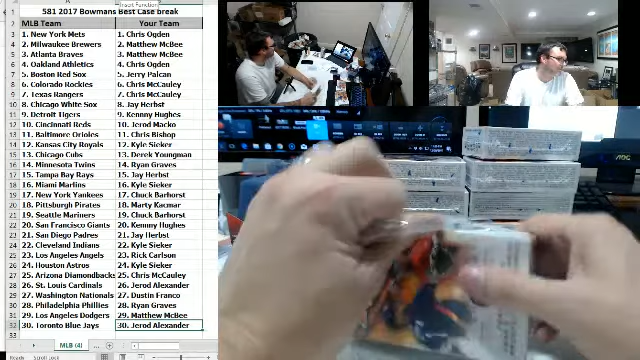 Insert Function
581 2017 Bowmans Best Case break
MLB Team Your Team
1. New York Mets 1. Chris Ogden
2. Milwaukee Brewers 2. Matthew McBee
3. Atlanta Braves 3. Matthew McBee
4. Oakland Athletics 4. Chris Ogden
5. Boston Red Sox 5. Jerry Palcan
6. Colorado Rockies 6. Chris McCauley
7. Texas Rangers 7. Chris McCauley
8. Chicago White Sox 8. Jay Herbst
9. Detroit Tigers 9. Kennny Hughes
10. Cincinnati Reds 10. Jerod Macko
11. Baltimore Orioles 11. Chris Bishop
12. Kansas City Royals 12. Kyle Sieker
13. Chicago Cubs 13. Derek Youngman
14. Minnesota Twins 14. Ryan Graves
15. Tampa Bay Rays 15. Jay Herbst
16. Miami Marlins 16. Kyle Sieker
17. New York Yankees 17. Chuck Barhorst
18. Pittsburgh Pirates 18. Marty Kacmar
19. Seattle Mariners 19. Chuck Barhorst
20. San Francisco Giants 20. Kemmy Hughes
21. San Diego Padres 21. Jay Herbst
22. Cleveland Indians 22. Kyle Sieker
23. Los Angeles Angels 23. Rick Carlson
24. Houston Astros 24. Kyle Sieker
25. Arizona Diamondbacks 25. Chris McCauley
26. St. Louis Cardinals 26. Jerod Alexander
27. Washington Nationals 27. Dustin Franco
28. Philadelphia Phillies 28. Ryan Graves
29. Los Angeles Dodgers 29. Matthew McBee
30. Toronto Blue Jays 30. Jerod Alexander
MLB (4)
Ready Scroll Lock
AOC